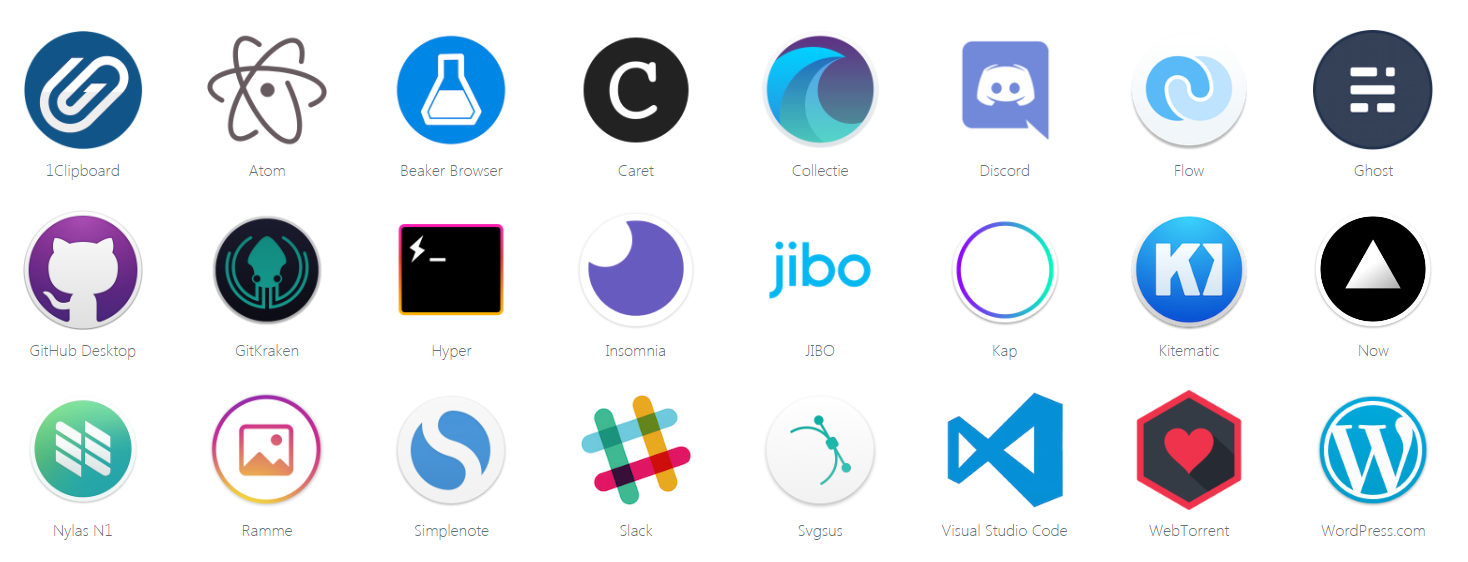 1Clipboard
Atom
Beaker Browser
Caret
Collectie
Discord
Flow
Ghost
GitHub Desktop
GitKraken
Hyper
Insomnia
jibo
JIBO
Kap
Kitematic
Now
Nylas N1
Ramme
Simplenote
Slack
Svgsus
Visual Studio Code
WebTorrent
WordPress.com